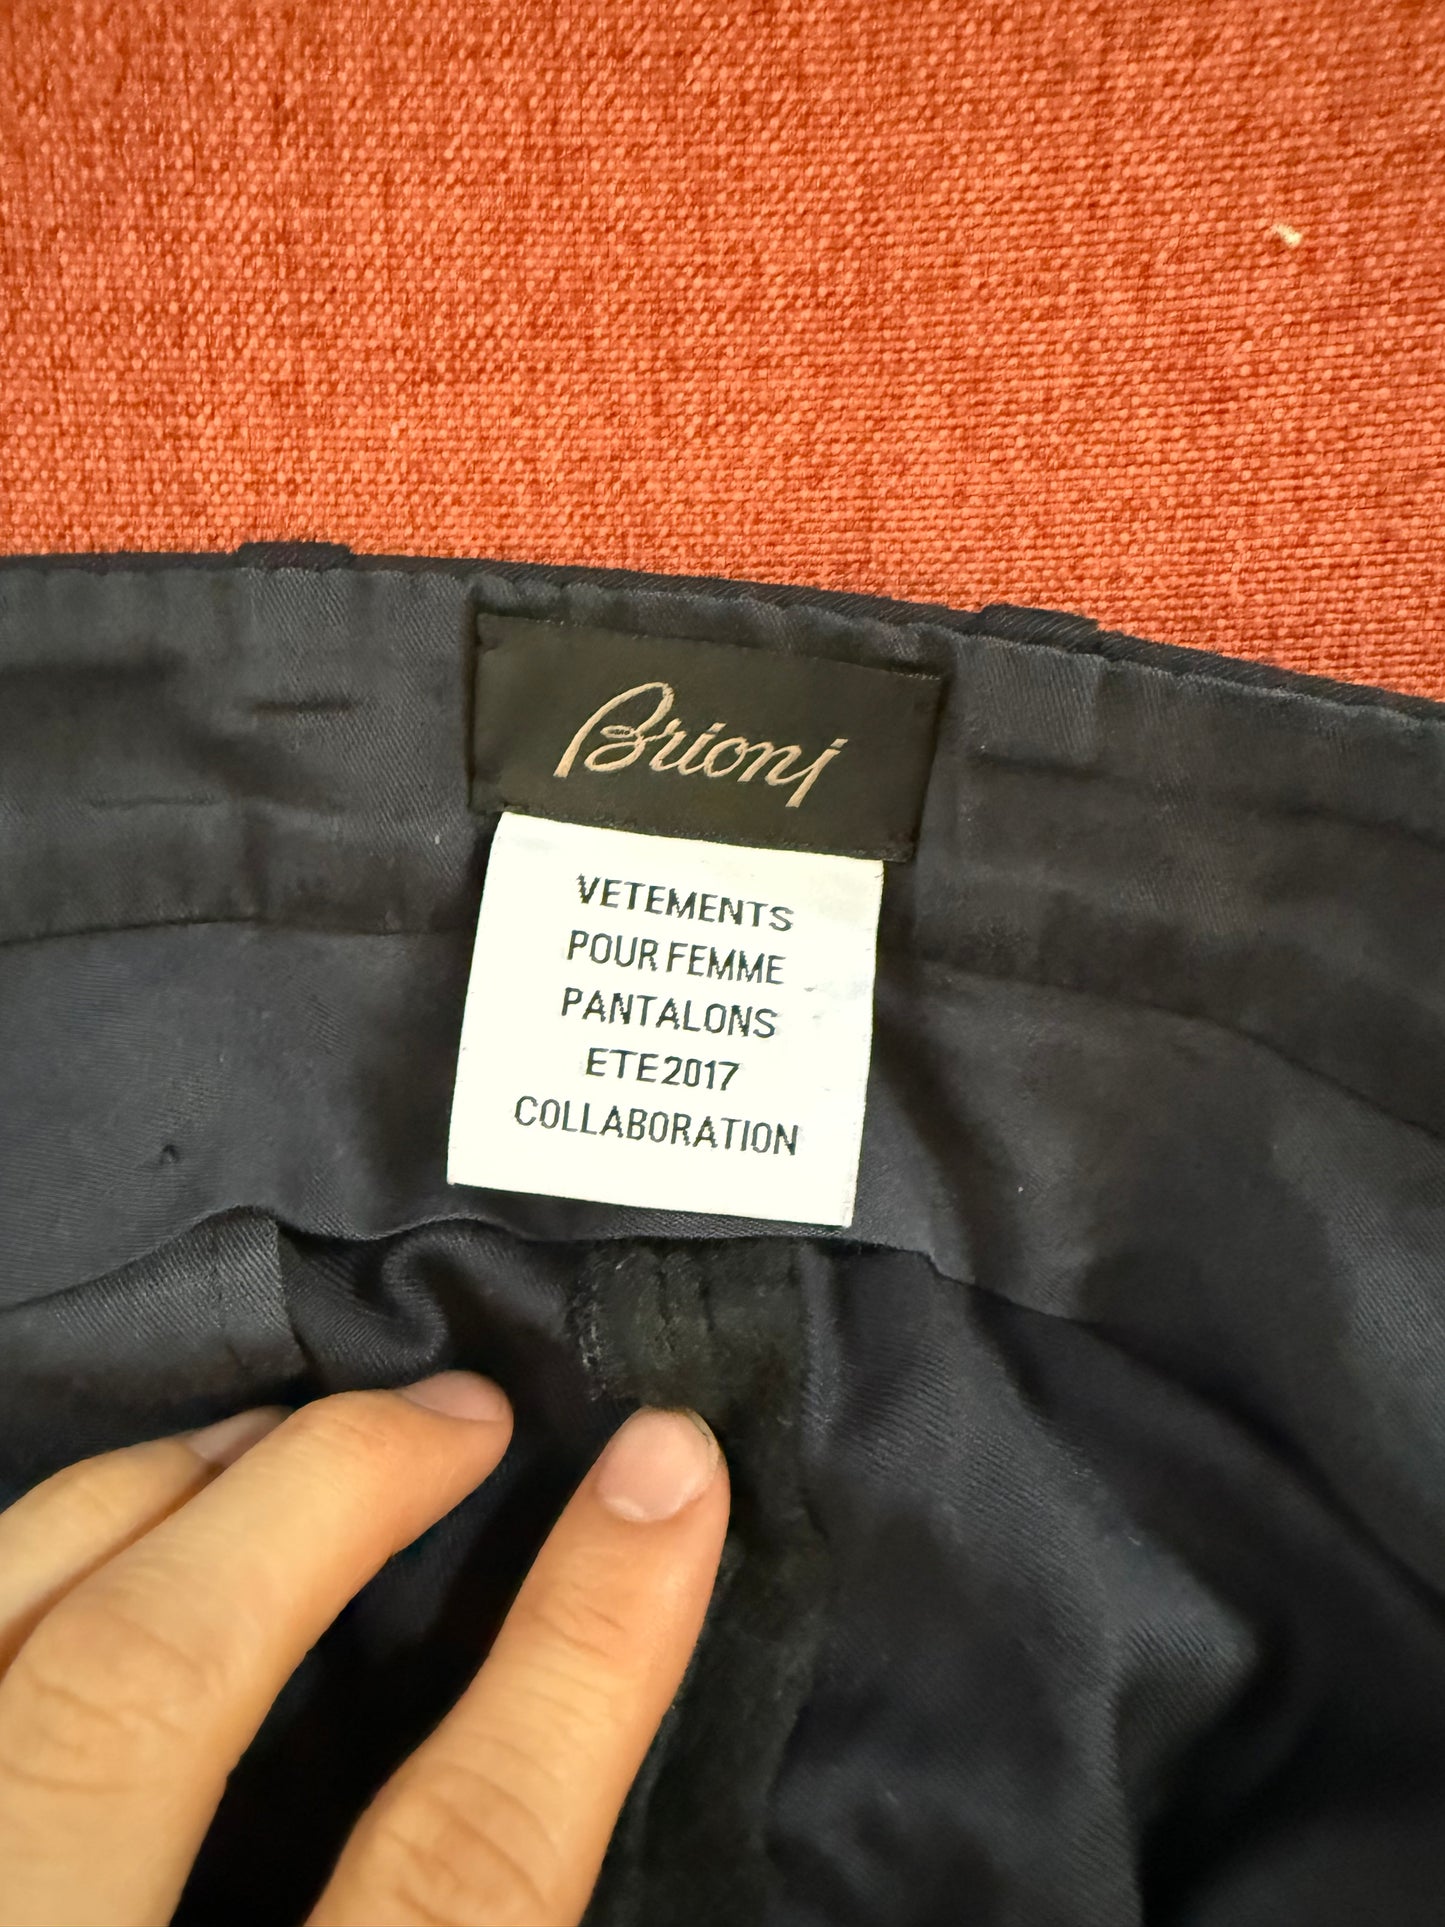 Brioni
VETEMENTS
POUR FEMME
PANTALONS
ETE2017
COLLABORATION